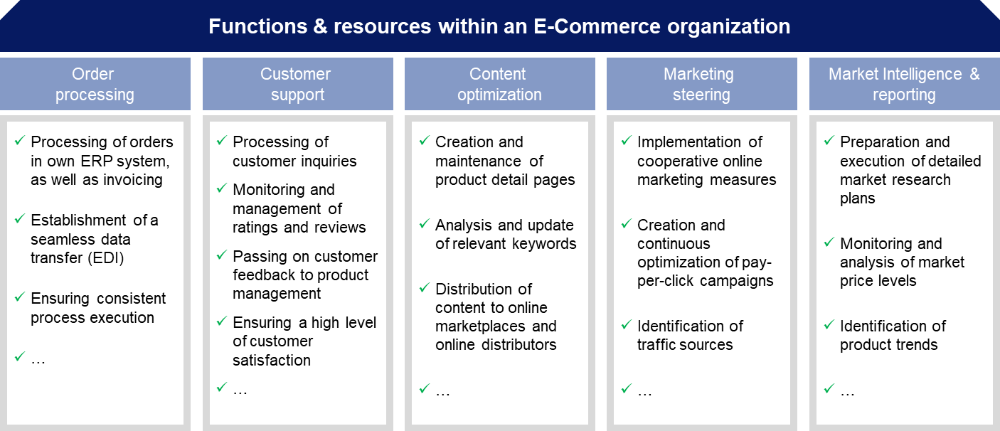 Functions & resources within an E-Commerce organization
Order
processing
Processing of orders
in own ERP system,
as well as invoicing
Establishment of a
seamless data
transfer (EDI)
Ensuring consistent
process execution
…
Customer
support
Processing of
customer inquiries
Monitoring and
management of
ratings and reviews
Passing on customer
feedback to product
management
Ensuring a high level
of customer
satisfaction
…
Content
optimization
Creation and
maintenance of
product detail pages
Analysis and update
of relevant keywords
Distribution of
content to online
marketplaces and
online distributors
…
Marketing
steering
Implementation of
cooperative online
marketing measures
Creation and
continuous
optimization of pay-
per-click campaigns
Identification of
traffic sources
…
Market Intelligence &
reporting
Preparation and
execution of detailed
market research
plans
Monitoring and
analysis of market
price levels
Identification of
product trends
…